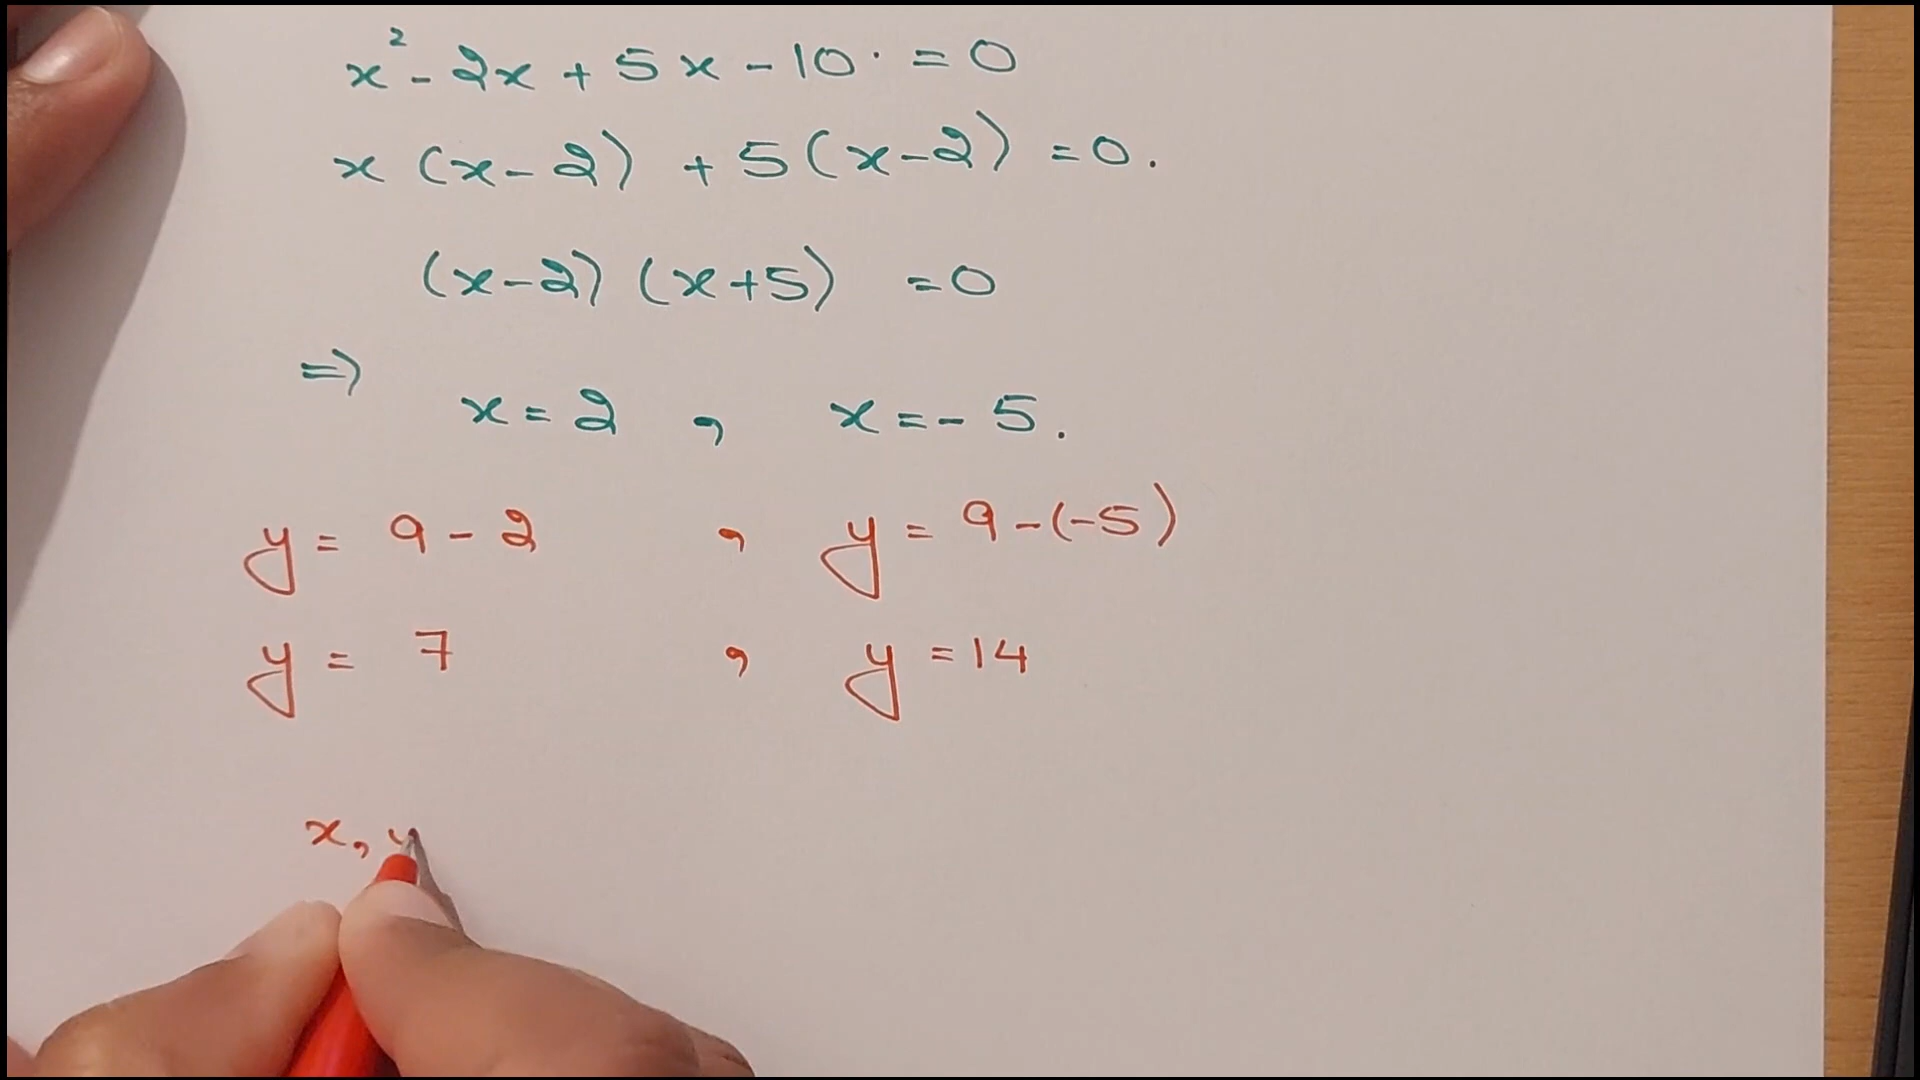 x² - 2x + 5x - 10. = 0
x (x - 2) + 5 (x - 2) = 0.
(x - 2) (x + 5) = 0
⇒
x = 2 , x = - 5.
y = 9 - 2 , y = 9 - (-5)
y = 7 , y = 14
x, y